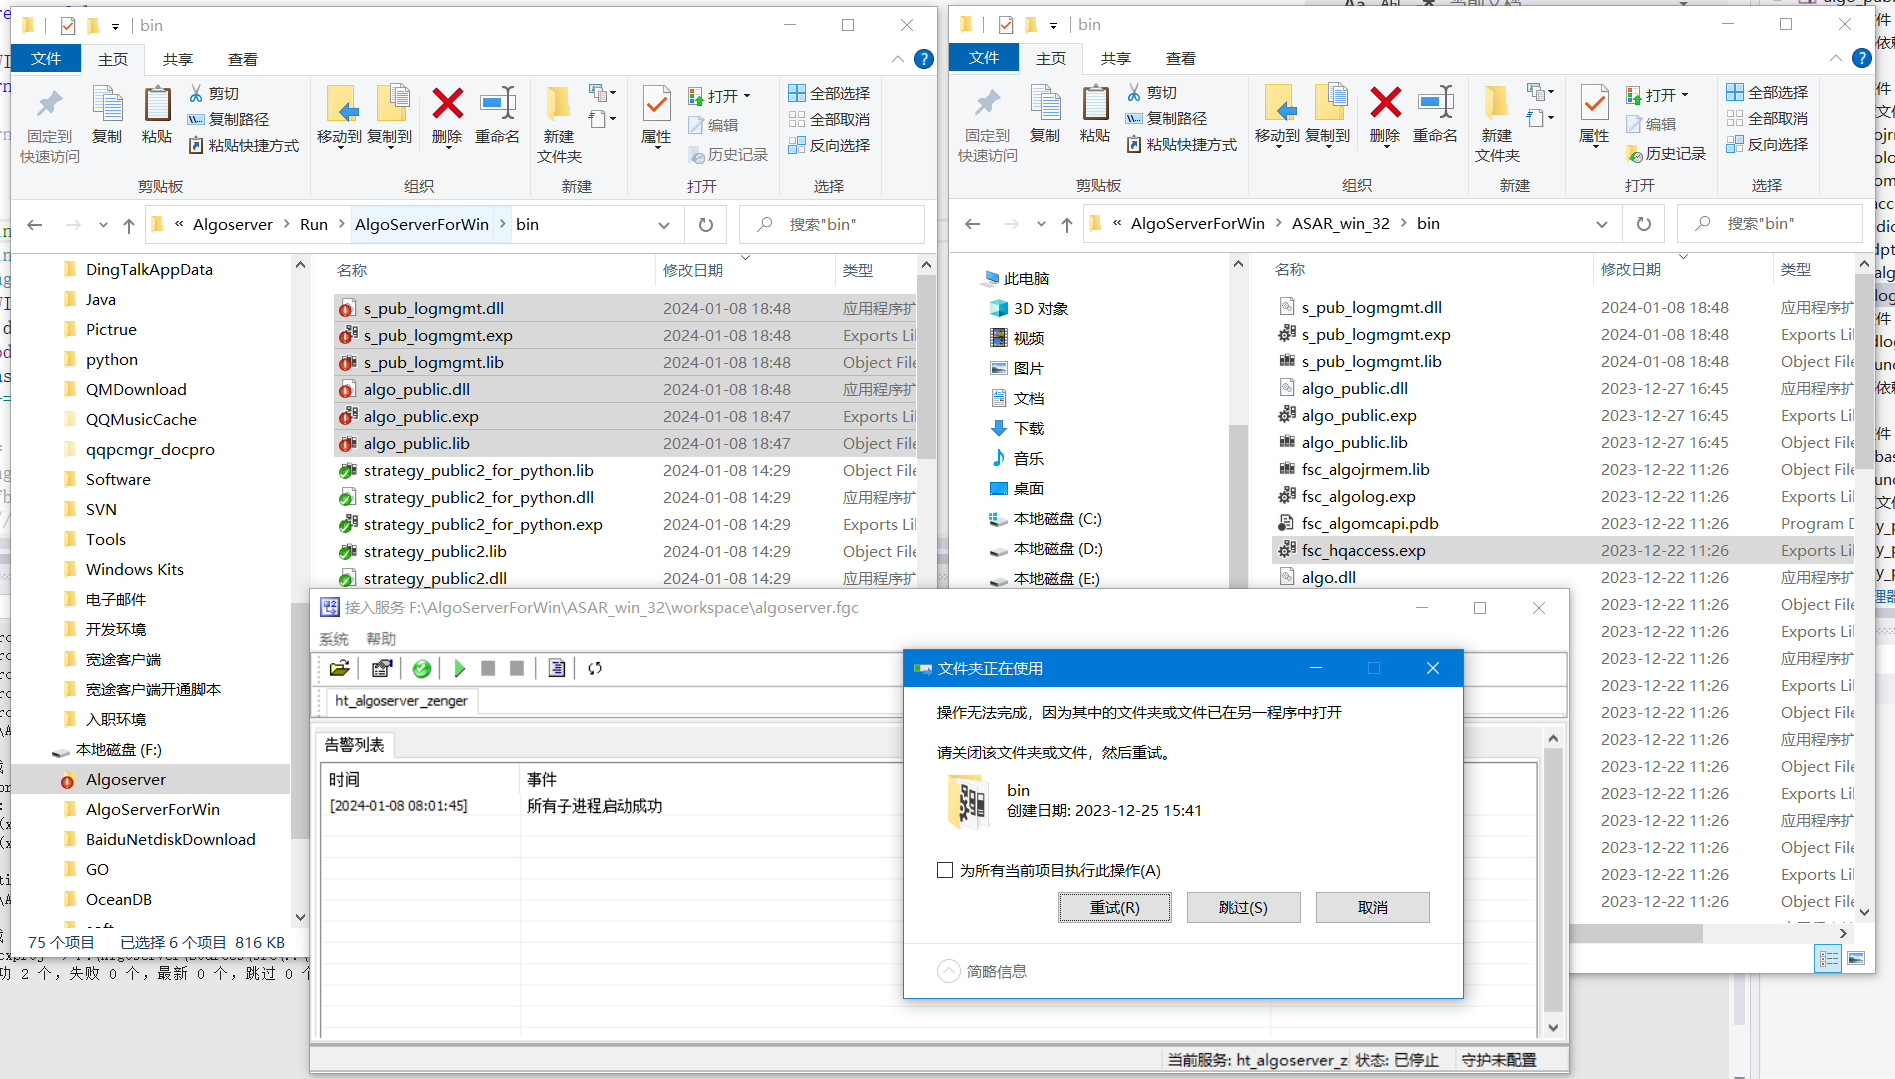 bin
文件
主页
共享
查看
固定到
快速访问
复制
粘贴
剪切
复制路径
粘贴快捷方式
移动到
复制到
删除
重命名
新建
文件夹
属性
打开
编辑
历史记录
全部选择
全部取消
反向选择
剪贴板
组织
新建
打开
选择
« Algoserver › Run › AlgoServerForWin › bin
搜索"bin"
DingTalkAppData
Java
Pictrue
python
QMDownload
QQMusicCache
qqpcmgr_docpro
Software
SVN
Tools
Windows Kits
电子邮件
开发环境
宽途客户端
宽途客户端开通脚本
入职环境
本地磁盘 (F:)
Algoserver
AlgoServerForWin
BaiduNetdiskDownload
GO
OceanDB
名称 修改日期 类型
s_pub_logmgmt.dll 2024-01-08 18:48 应用程序扩
s_pub_logmgmt.exp 2024-01-08 18:48 Exports Li
s_pub_logmgmt.lib 2024-01-08 18:48 Object File
algo_public.dll 2024-01-08 18:48 应用程序扩
algo_public.exp 2024-01-08 18:47 Exports Li
algo_public.lib 2024-01-08 18:47 Object File
strategy_public2_for_python.lib 2024-01-08 14:29 Object File
strategy_public2_for_python.dll 2024-01-08 14:29 应用程序扩
strategy_public2_for_python.exp 2024-01-08 14:29 Exports Li
strategy_public2.lib 2024-01-08 14:29 Object File
strategy_public2.dll 2024-01-08 14:29 应用程序扩
75 个项目 已选择 6 个项目 816 KB
功 2 个，失败 0 个，最新 0 个，跳过 0 个
bin
文件
主页
共享
查看
固定到
快速访问
复制
粘贴
剪切
复制路径
粘贴快捷方式
移动到
复制到
删除
重命名
新建
文件夹
属性
打开
编辑
历史记录
全部选择
全部取消
反向选择
剪贴板
组织
新建
打开
选择
« AlgoServerForWin › ASAR_win_32 › bin
搜索"bin"
此电脑
3D 对象
视频
图片
文档
下载
音乐
桌面
本地磁盘 (C:)
本地磁盘 (D:)
本地磁盘 (E:)
名称 修改日期 类型
s_pub_logmgmt.dll 2024-01-08 18:48 应用程序扩
s_pub_logmgmt.exp 2024-01-08 18:48 Exports Li
s_pub_logmgmt.lib 2024-01-08 18:48 Object File
algo_public.dll 2023-12-27 16:45 应用程序扩
algo_public.exp 2023-12-27 16:45 Exports Li
algo_public.lib 2023-12-27 16:45 Object File
fsc_algojrmem.lib 2023-12-22 11:26 Object File
fsc_algolog.exp 2023-12-22 11:26 Exports Li
fsc_algomcapi.pdb 2023-12-22 11:26 Program D
fsc_hqaccess.exp 2023-12-22 11:26 Exports Li
algo.dll 2023-12-22 11:26 应用程序扩
2023-12-22 11:26 Object File
2023-12-22 11:26 Exports Li
2023-12-22 11:26 应用程序扩
2023-12-22 11:26 Exports Li
2023-12-22 11:26 Object File
2023-12-22 11:26 应用程序扩
2023-12-22 11:26 Object File
2023-12-22 11:26 Exports Li
2023-12-22 11:26 应用程序扩
2023-12-22 11:26 Object File
2023-12-22 11:26 Exports Li
2023-12-22 11:26 Object File
接入服务 F:\AlgoServerForWin\ASAR_win_32\workspace\algoserver.fgc
系统 帮助
ht_algoserver_zenger
告警列表
时间 事件
[2024-01-08 08:01:45] 所有子进程启动成功
当前服务: ht_algoserver_z 状态: 已停止 守护未配置
文件夹正在使用
操作无法完成，因为其中的文件夹或文件已在另一程序中打开
请关闭该文件夹或文件，然后重试。
bin
创建日期: 2023-12-25 15:41
为所有当前项目执行此操作(A)
重试(R)
跳过(S)
取消
简略信息